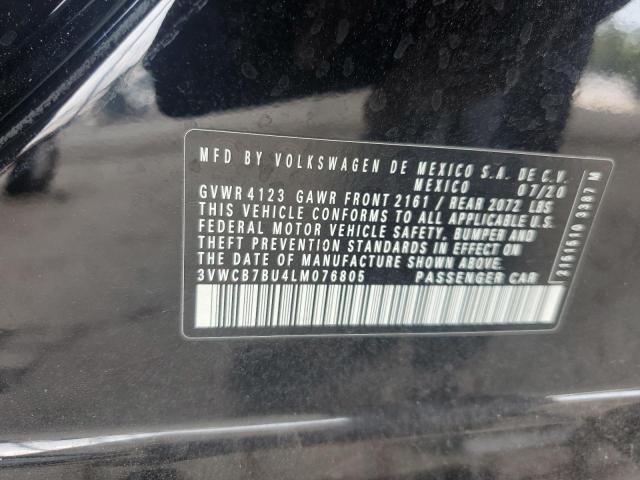 MFD BY VOLKSWAGEN DE MEXICO S.A. DE C.V.
MEXICO 07/20
GVWR 4123 GAWR FRONT 2161 / REAR 2072 LBS
THIS VEHICLE CONFORMS TO ALL APPLICABLE U.S.
FEDERAL MOTOR VEHICLE SAFETY, BUMPER AND
THEFT PREVENTION STANDARDS IN EFFECT ON
THE DATE OF MANUFACTURE SHOWN ABOVE.
3VWCB7BU4LM076805 PASSENGER CAR
2161610 3387 M